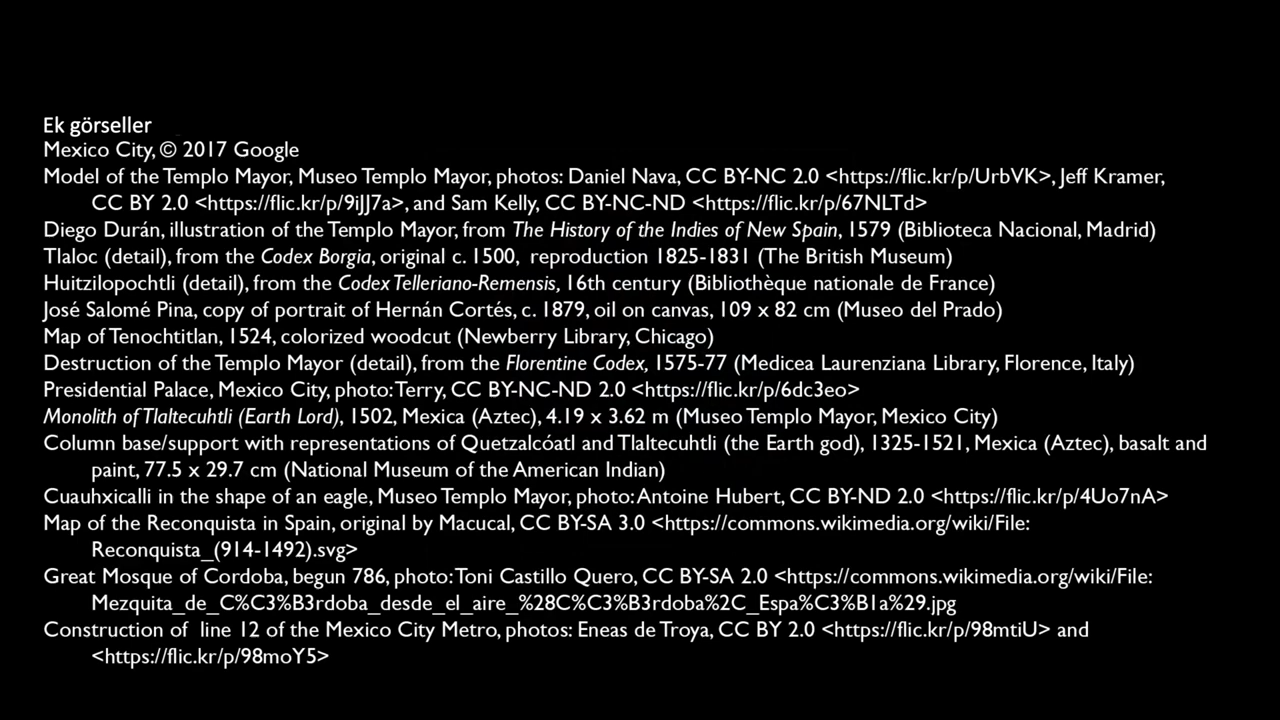 Ek görseller
Mexico City, © 2017 Google
Model of the Templo Mayor, Museo Templo Mayor, photos: Daniel Nava, CC BY-NC 2.0 <https://flic.kr/p/UrbVK>, Jeff Kramer,
CC BY 2.0 <https://flic.kr/p/9iJJ7a>, and Sam Kelly, CC BY-NC-ND <https://flic.kr/p/67NLTd>
Diego Durán, illustration of the Templo Mayor, from The History of the Indies of New Spain, 1579 (Biblioteca Nacional, Madrid)
Tlaloc (detail), from the Codex Borgia, original c. 1500, reproduction 1825-1831 (The British Museum)
Huitzilopochtli (detail), from the Codex Telleriano-Remensis, 16th century (Bibliothèque nationale de France)
José Salomé Pina, copy of portrait of Hernán Cortés, c. 1879, oil on canvas, 109 x 82 cm (Museo del Prado)
Map of Tenochtitlan, 1524, colorized woodcut (Newberry Library, Chicago)
Destruction of the Templo Mayor (detail), from the Florentine Codex, 1575-77 (Medicea Laurenziana Library, Florence, Italy)
Presidential Palace, Mexico City, photo: Terry, CC BY-NC-ND 2.0 <https://flic.kr/p/6dc3eo>
Monolith of Tlaltecuhtli (Earth Lord), 1502, Mexica (Aztec), 4.19 x 3.62 m (Museo Templo Mayor, Mexico City)
Column base/support with representations of Quetzalcóatl and Tlaltecuhtli (the Earth god), 1325-1521, Mexica (Aztec), basalt and
paint, 77.5 x 29.7 cm (National Museum of the American Indian)
Cuauhxicalli in the shape of an eagle, Museo Templo Mayor, photo: Antoine Hubert, CC BY-ND 2.0 <https://flic.kr/p/4Uo7nA>
Map of the Reconquista in Spain, original by Macucal, CC BY-SA 3.0 <https://commons.wikimedia.org/wiki/File:
Reconquista_(914-1492).svg>
Great Mosque of Cordoba, begun 786, photo: Toni Castillo Quero, CC BY-SA 2.0 <https://commons.wikimedia.org/wiki/File:
Mezquita_de_C%C3%B3rdoba_desde_el_aire_%28C%C3%B3rdoba%2C_Espa%C3%B1a%29.jpg
Construction of line 12 of the Mexico City Metro, photos: Eneas de Troya, CC BY 2.0 <https://flic.kr/p/98mtiU> and
<https://flic.kr/p/98moY5>